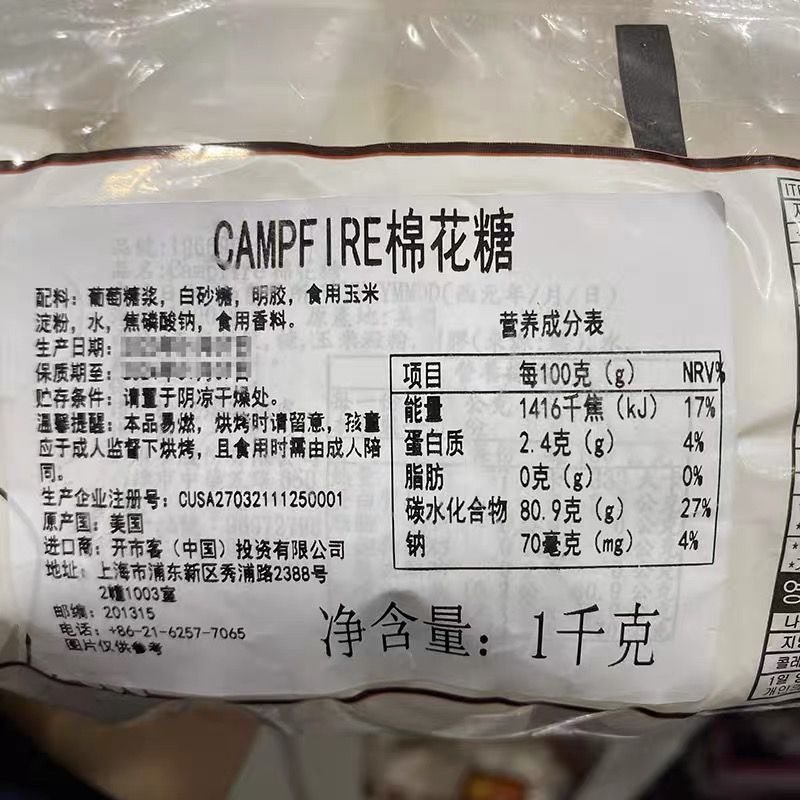 CAMPFIRE棉花糖
配料：葡萄糖浆，白砂糖，明胶，食用玉米
淀粉，水，焦磷酸钠，食用香料。
生产日期：
保质期至：
贮存条件：请置于阴凉干燥处。
温馨提醒：本品易燃，烘烤时请留意，孩童
应于成人监督下烘烤，且食用时需由成人陪
同。
生产企业注册号：CUSA27032111250001
原产国：美国
进口商：开市客（中国）投资有限公司
地址：上海市浦东新区秀浦路2388号
2幢1003室
邮编：201315
电话：+86-21-6257-7065
图片仅供参考
营养成分表
项目 每100克（g） NRV%
能量 1416千焦（kJ） 17%
蛋白质 2.4克（g） 4%
脂肪 0克（g） 0%
碳水化合物 80.9克（g） 27%
钠 70毫克（mg） 4%
净含量：1千克